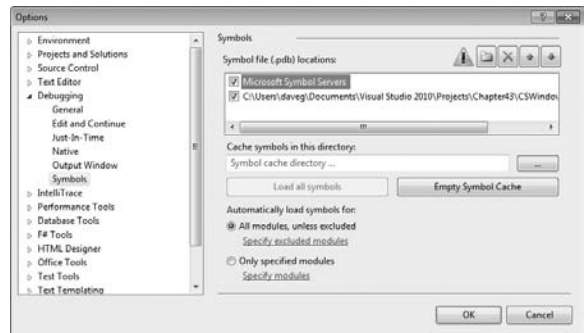 Options
Environment
Projects and Solutions
Source Control
Text Editor
Debugging
General
Edit and Continue
Just-In-Time
Native
Output Window
Symbols
IntelliTrace
Performance Tools
Database Tools
F# Tools
HTML Designer
Office Tools
Test Tools
Text Templating
Symbols
Symbol file (.pdb) locations:
Microsoft Symbol Servers
C:\Users\daveg\Documents\Visual Studio 2010\Projects\Chapter43\CSWindow
Cache symbols in this directory:
Symbol cache directory ...
...
Load all symbols
Empty Symbol Cache
Automatically load symbols for:
All modules, unless excluded
Specify excluded modules
Only specified modules
Specify modules
OK
Cancel